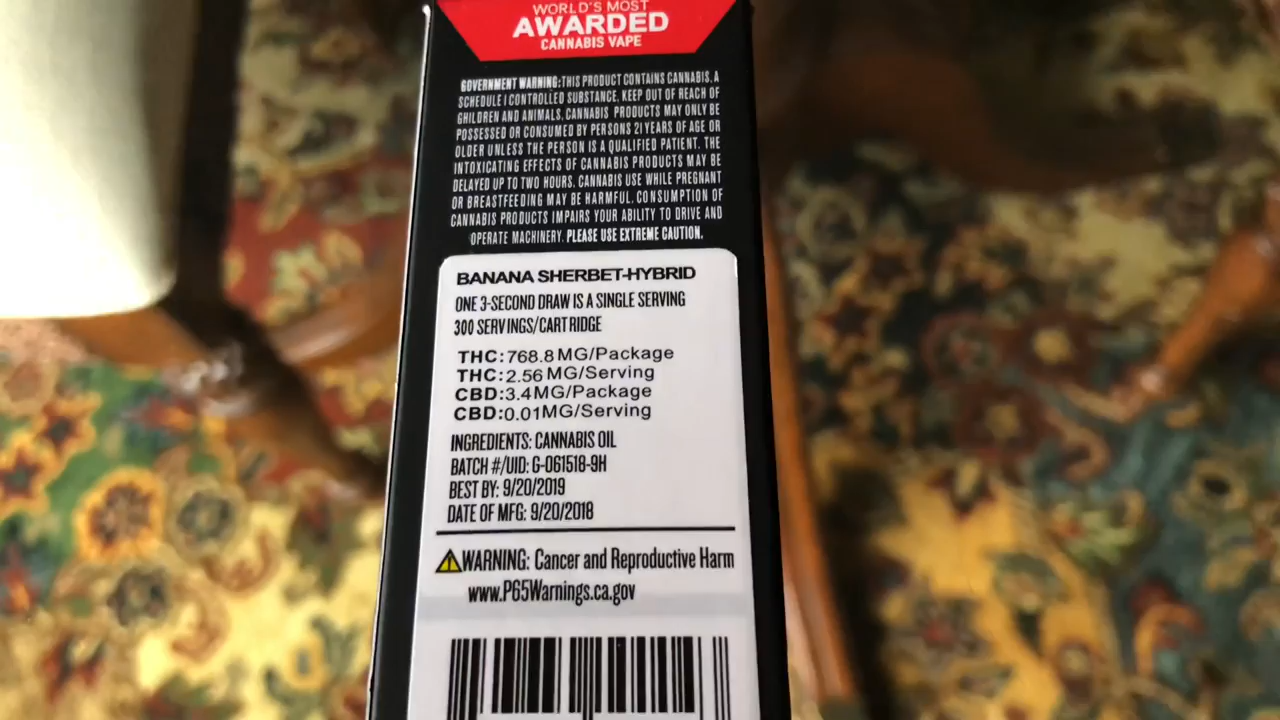 WORLD'S MOST
AWARDED
CANNABIS VAPE
GOVERNMENT WARNING: THIS PRODUCT CONTAINS CANNABIS, A
SCHEDULE I CONTROLLED SUBSTANCE, KEEP OUT OF REACH OF
GHILDREN AND ANIMALS. CANNABIS PRODUCTS MAY ONLY BE
POSSESSED OR CONSUMED BY PERSONS 21 YEARS OF AGE OR
OLDER UNLESS THE PERSON IS A QUALIFIED PATIENT. THE
INTOXICATING EFFECTS OF CANNABIS PRODUCTS MAY BE
DELAYED UP TO TWO HOURS. CANNABIS USE WHILE PREGNANT
OR BREASTFEEDING MAY BE HARMFUL. CONSUMPTION OF
CANNABIS PRODUCTS IMPAIRS YOUR ABILITY TO DRIVE AND
OPERATE MACHINERY. PLEASE USE EXTREME CAUTION.
BANANA SHERBET-HYBRID
ONE 3-SECOND DRAW IS A SINGLE SERVING
300 SERVINGS/CARTRIDGE
THC: 768.8 MG/Package
THC: 2.56 MG/Serving
CBD: 3.4MG/Package
CBD: 0.01MG/Serving
INGREDIENTS: CANNABIS OIL
BATCH #/UID: G-061518-9H
BEST BY: 9/20/2019
DATE OF MFG: 9/20/2018
WARNING: Cancer and Reproductive Harm
www.P65Warnings.ca.gov